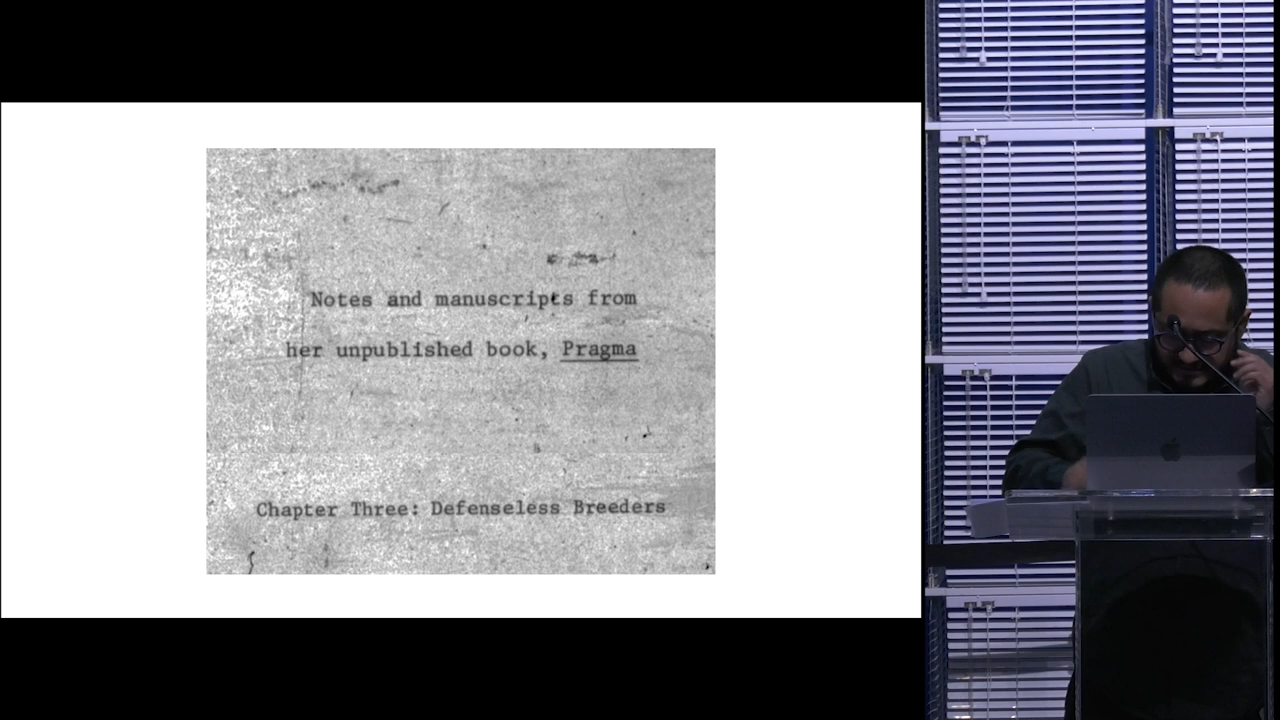 Notes and manuscripts from
her unpublished book, Pragma
Chapter Three: Defenseless Breeders